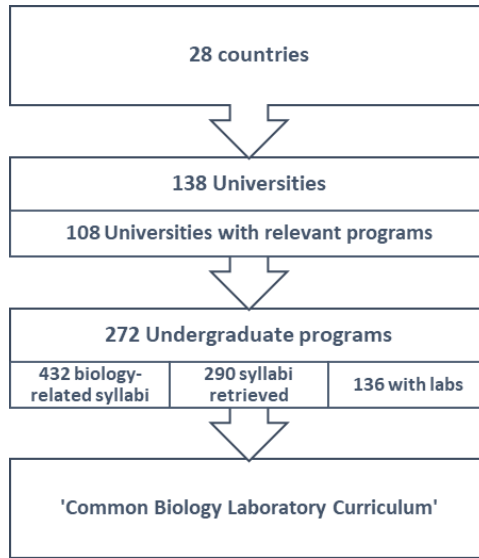 28 countries
138 Universities
108 Universities with relevant programs
272 Undergraduate programs
432 biology-
related syllabi
290 syllabi
retrieved
136 with labs
'Common Biology Laboratory Curriculum'